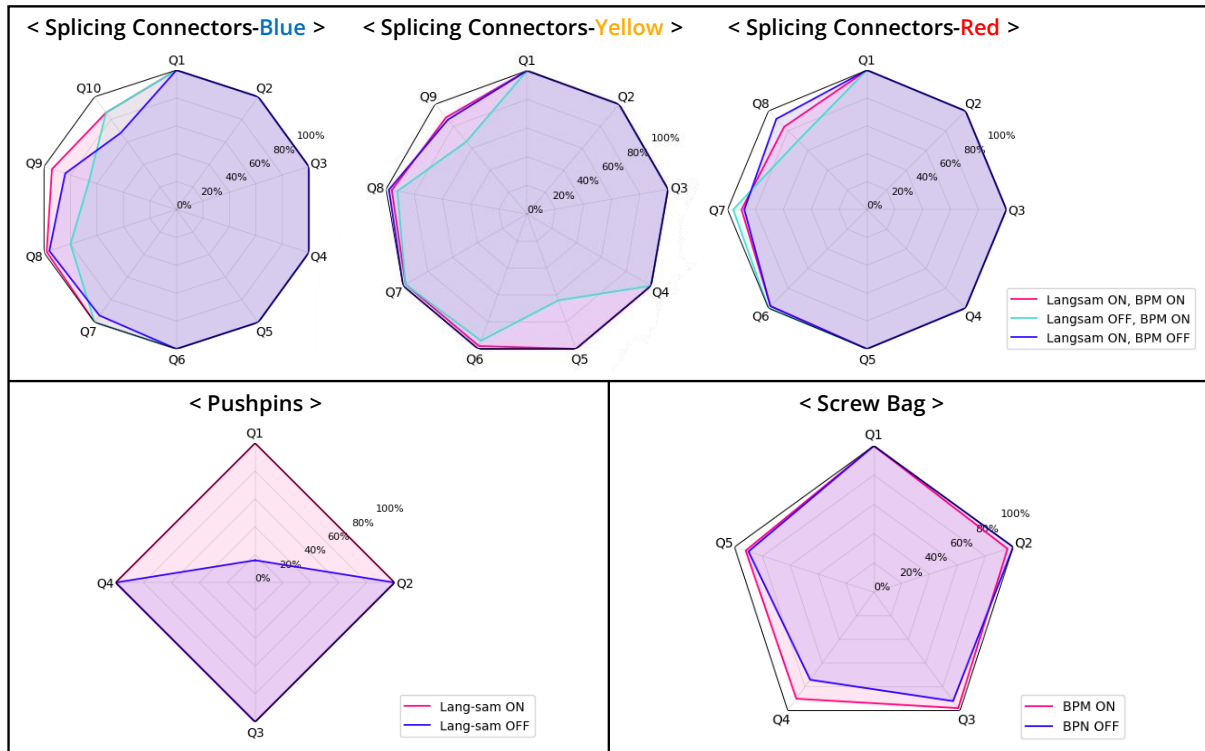 < Splicing Connectors-Blue >
Q1
Q2
Q3
Q4
Q5
Q6
Q7
Q8
Q9
Q10
0%
20%
40%
60%
80%
100%
< Splicing Connectors-Yellow >
Q1
Q2
Q3
Q4
Q5
Q6
Q7
Q8
Q9
0%
20%
40%
60%
80%
100%
< Splicing Connectors-Red >
Q1
Q2
Q3
Q4
Q5
Q6
Q7
Q8
0%
20%
40%
60%
80%
100%
Langsam ON, BPM ON
Langsam OFF, BPM ON
Langsam ON, BPM OFF
< Pushpins >
Q1
Q2
Q3
Q4
0%
20%
40%
60%
80%
100%
Lang-sam ON
Lang-sam OFF
< Screw Bag >
Q1
Q2
Q3
Q4
Q5
0%
20%
40%
60%
80%
100%
BPM ON
BPN OFF